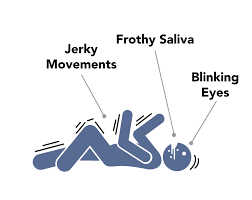 Frothy Saliva
Jerky
Movements
Blinking
Eyes